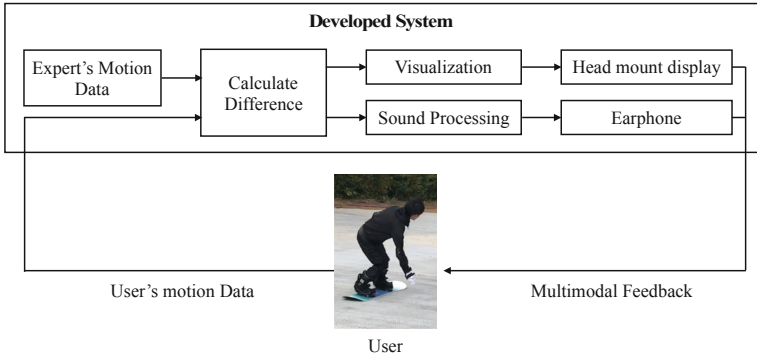 Developed System
Expert's Motion
Data
Calculate
Difference
Visualization
Head mount display
Sound Processing
Earphone
User's motion Data
Multimodal Feedback
User